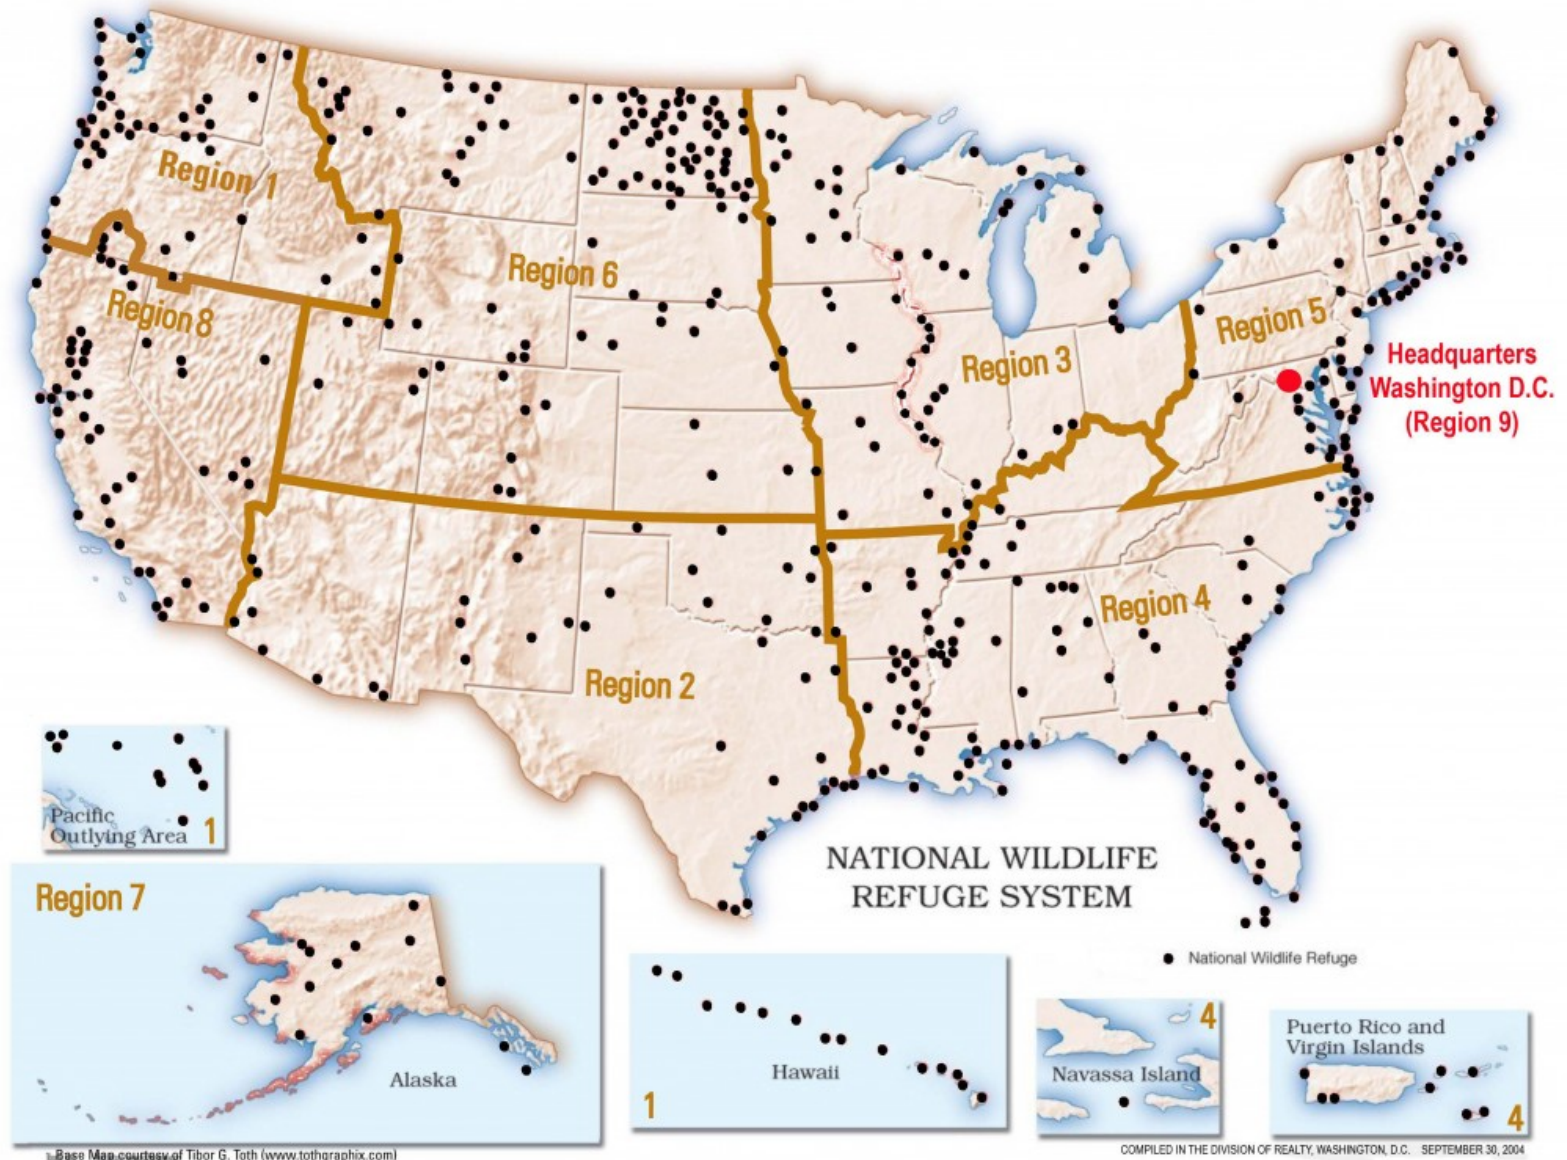 Region 1
Region 6
Region 8
Region 3
Region 5
Headquarters
Washington D.C.
(Region 9)
Region 4
Region 2
Pacific
Outlying Area 1
NATIONAL WILDLIFE
REFUGE SYSTEM
Region 7
Alaska
National Wildlife Refuge
Hawaii
1
4
Navassa Island
Puerto Rico and
Virgin Islands
4
Base Map courtesy of Tibor G. Toth (www.tothgraphix.com)
COMPILED IN THE DIVISION OF REALTY, WASHINGTON, D.C. SEPTEMBER 30, 2004